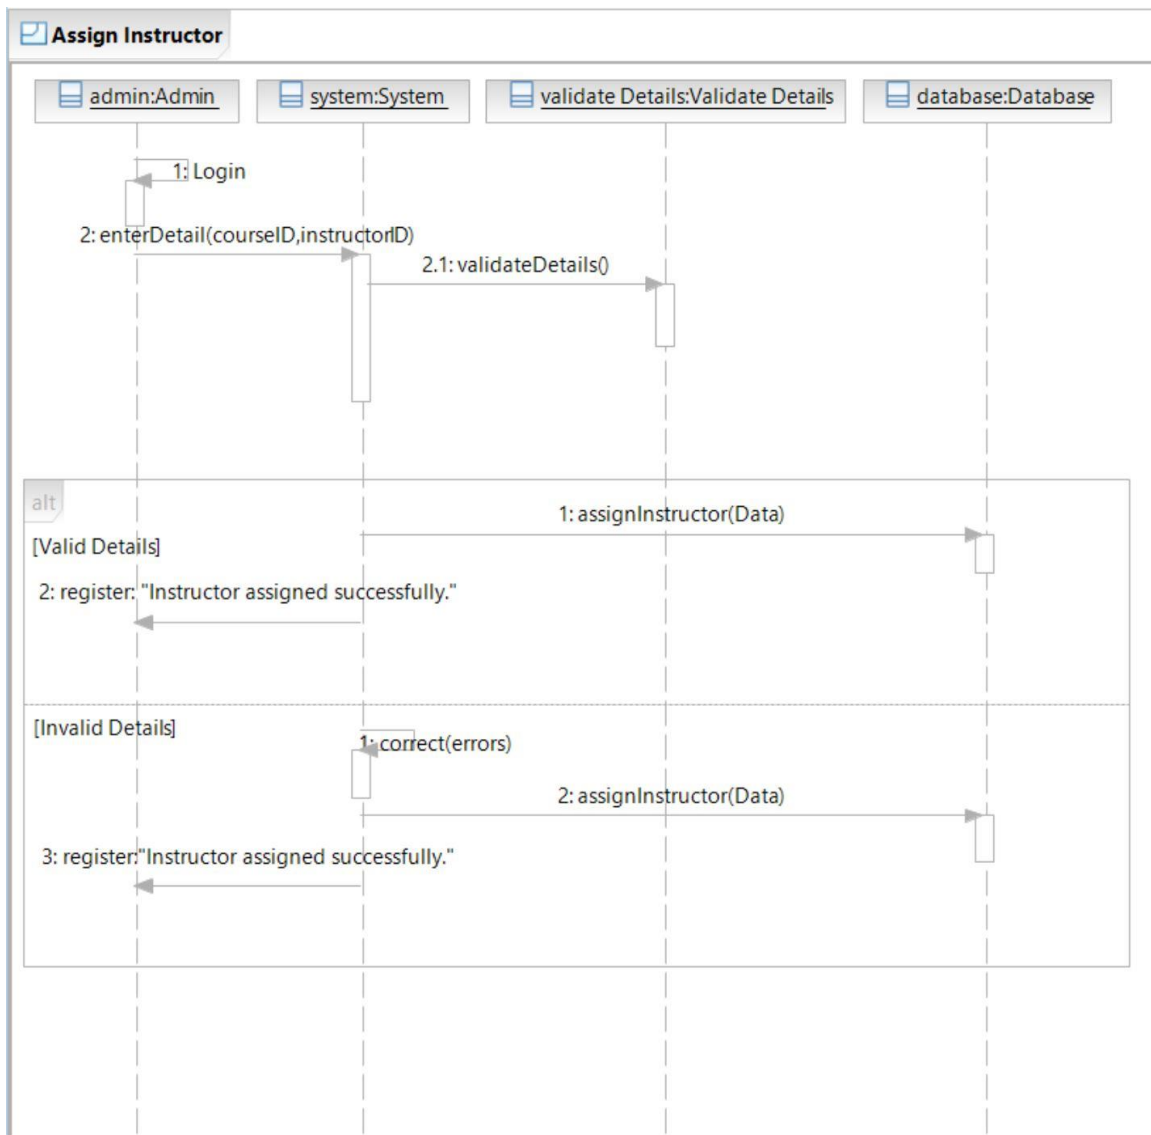 Assign Instructor
admin:Admin
system:System
validate Details:Validate Details
database:Database
1: Login
2: enterDetail(courseID,instructorID)
2.1: validateDetails()
alt
1: assignInstructor(Data)
[Valid Details]
2: register: "Instructor assigned successfully."
[Invalid Details]
1: correct(errors)
2: assignInstructor(Data)
3: register:"Instructor assigned successfully."